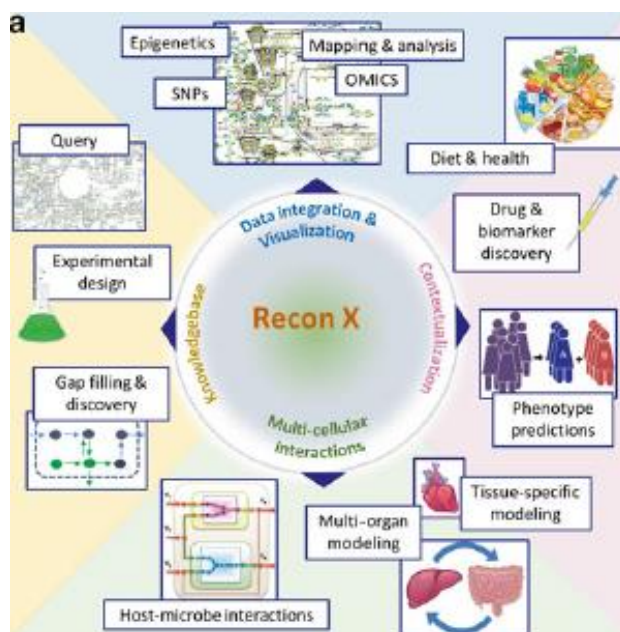 a
Epigenetics
Mapping & analysis
SNPs
OMICS
Query
Diet & health
Drug &
biomarker
discovery
Experimental
design
Data integration &
Visualization
Knowledgebase
Recon X
Contextualization
Multi-cellular
interactions
Gap filling &
discovery
Phenotype
predictions
Tissue-specific
modeling
Multi-organ
modeling
Host-microbe interactions